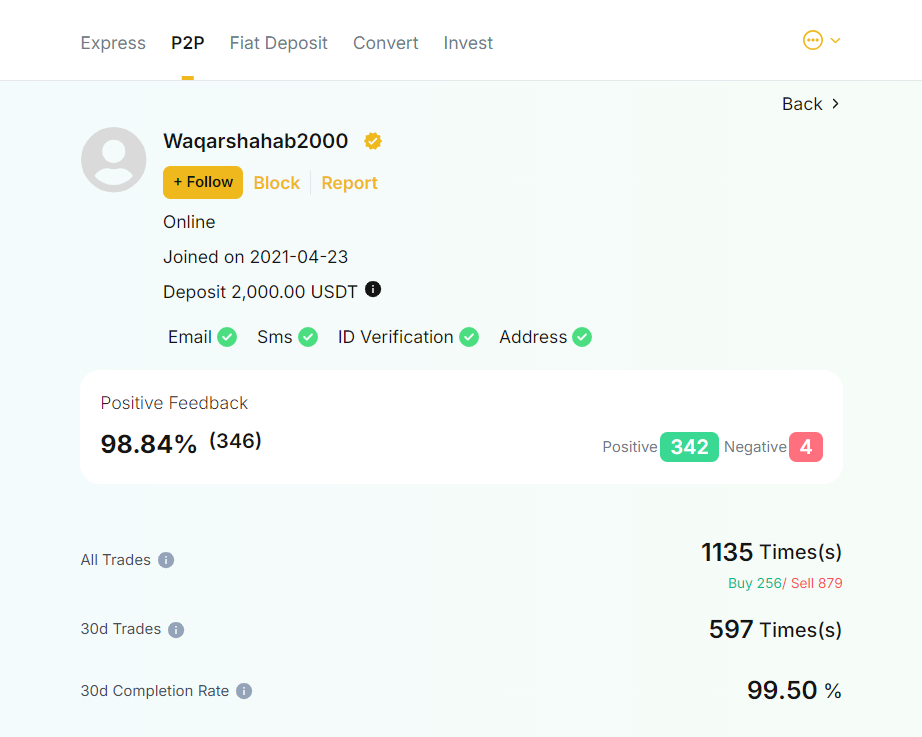 Express P2P Fiat Deposit Convert Invest
Back
Waqarshahab2000
+ Follow Block Report
Online
Joined on 2021-04-23
Deposit 2,000.00 USDT
Email Sms ID Verification Address
Positive Feedback
98.84% (346)
Positive 342 Negative 4
All Trades
1135 Times(s)
Buy 256/ Sell 879
30d Trades
597 Times(s)
30d Completion Rate
99.50 %